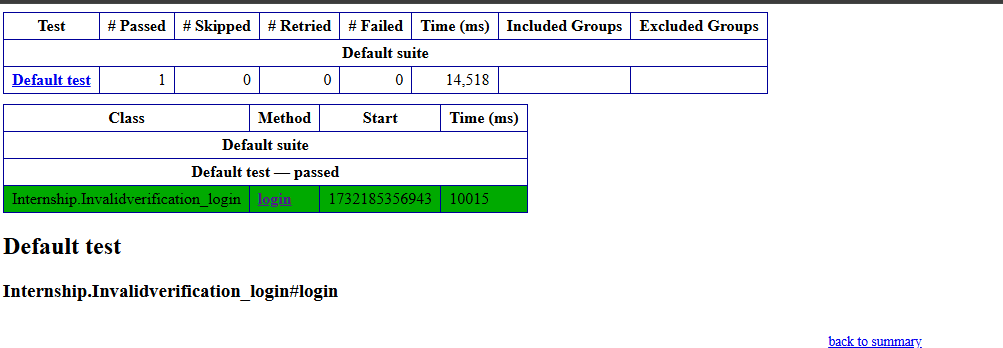 Test # Passed # Skipped # Retried # Failed Time (ms) Included Groups Excluded Groups
Default suite
Default test 1 0 0 0 14,518
Class Method Start Time (ms)
Default suite
Default test — passed
Internship.Invalidverification_login login 1732185356943 10015
Default test
Internship.Invalidverification_login#login
back to summary